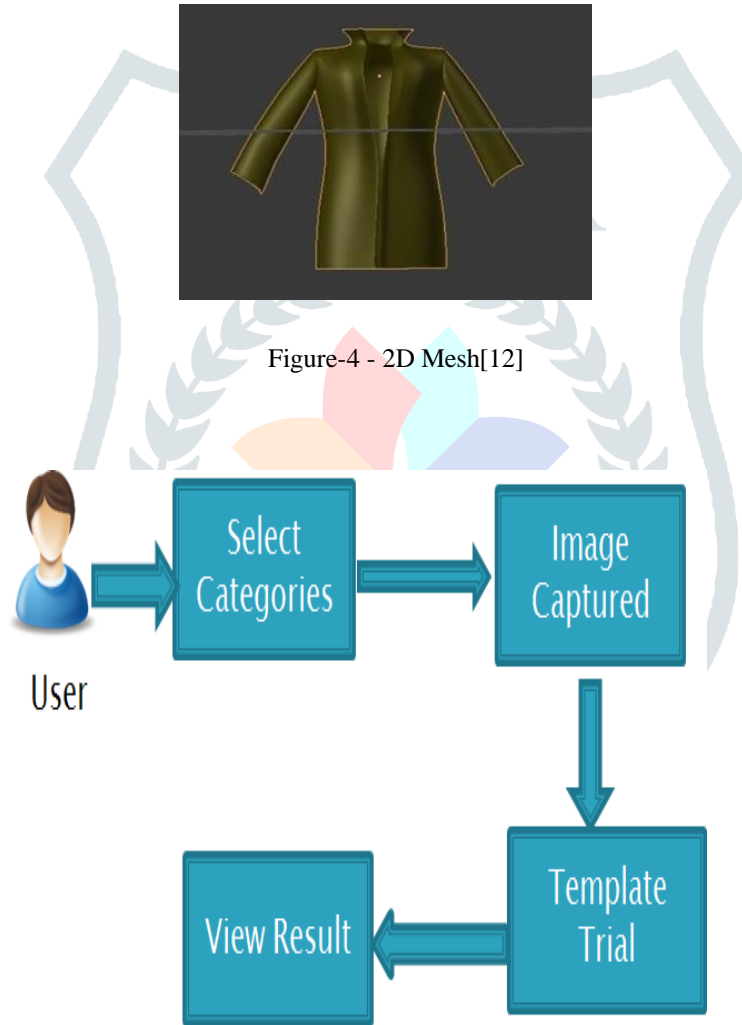 Figure-4 - 2D Mesh[12]
Select
Categories
Image
Captured
User
Template
Trial
View Result